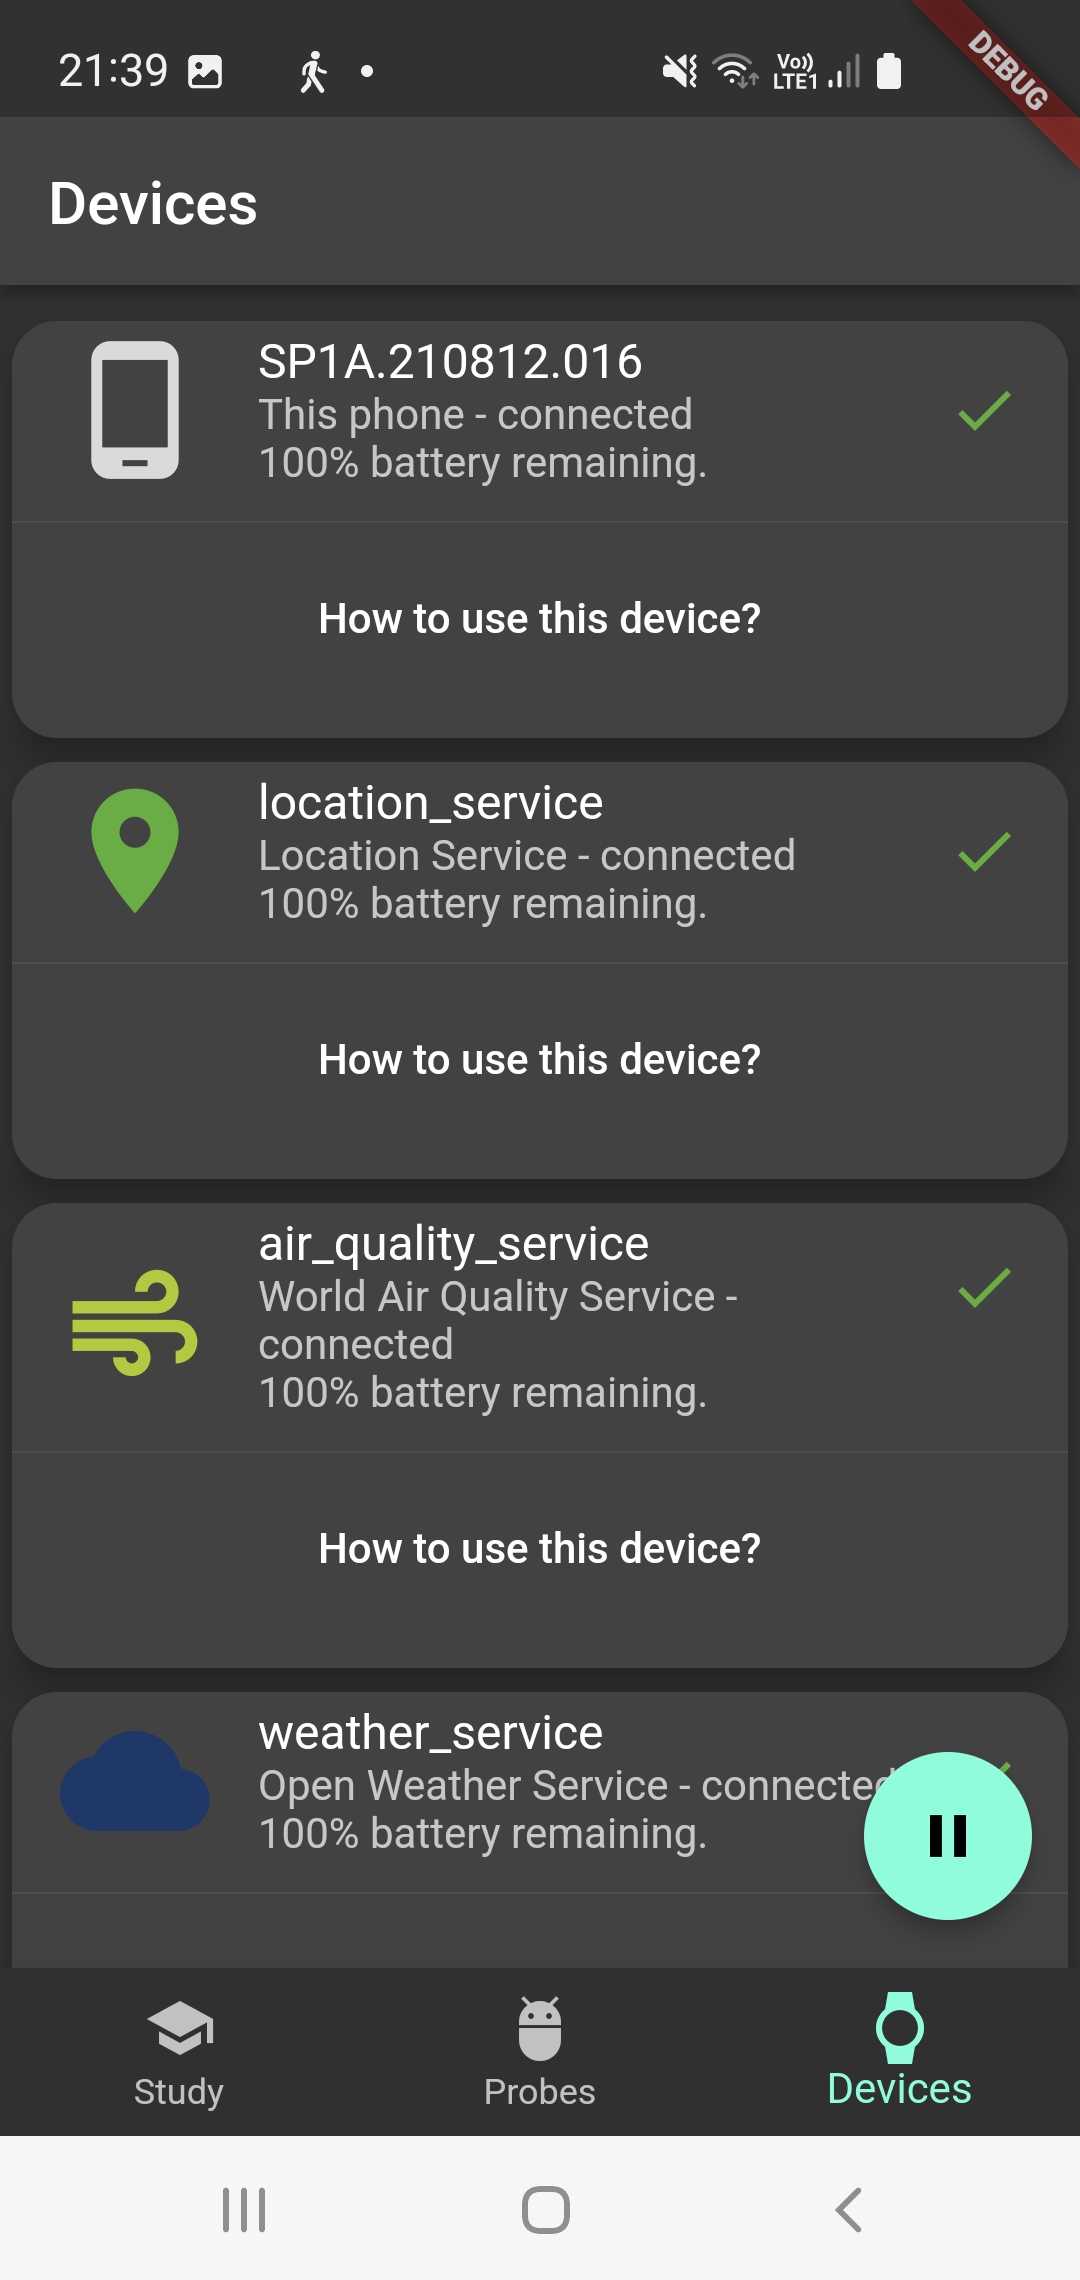 21:39
Vo))
LTE1
DEBUG
Devices
SP1A.210812.016
This phone - connected
100% battery remaining.
How to use this device?
location_service
Location Service - connected
100% battery remaining.
How to use this device?
air_quality_service
World Air Quality Service -
connected
100% battery remaining.
How to use this device?
weather_service
Open Weather Service - connected
100% battery remaining.
Study
Probes
Devices